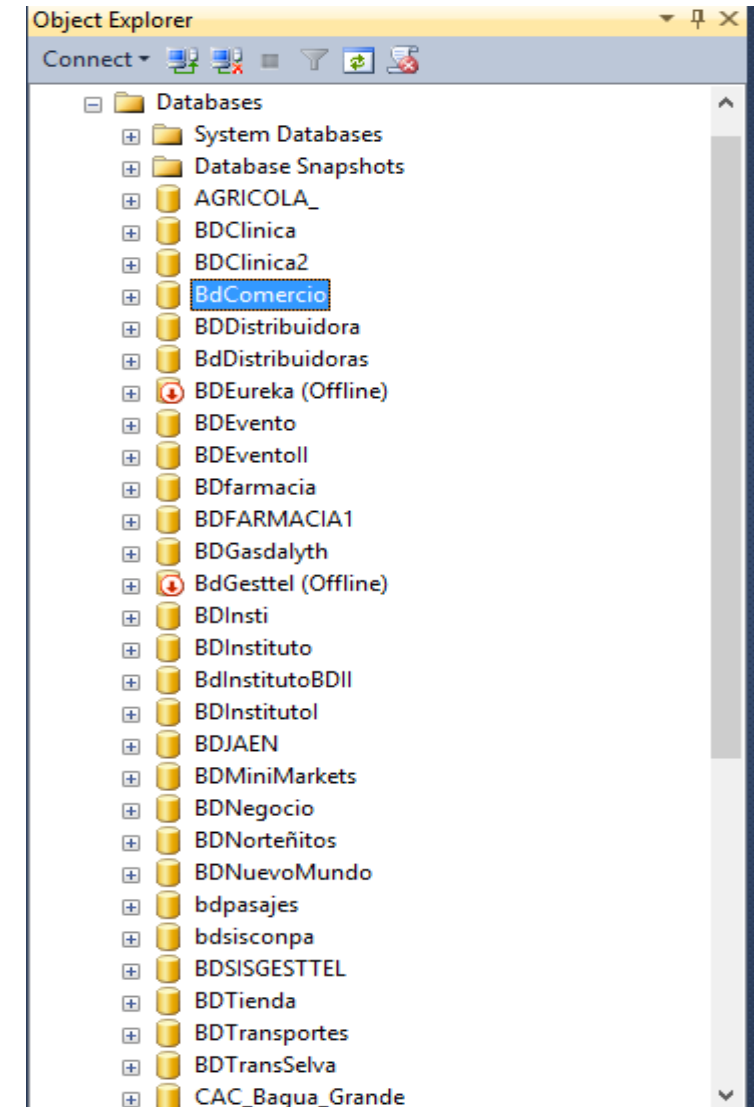 Object Explorer
Connect
Databases
System Databases
Database Snapshots
AGRICOLA_
BDClinica
BDClinica2
BdComercio
BDDistribuidora
BdDistribuidoras
BDEureka (Offline)
BDEvento
BDEventoII
BDfarmacia
BDFARMACIA1
BDGasdalyth
BdGesttel (Offline)
BDInsti
BDInstituto
BdInstitutoBDII
BDInstitutoI
BDJAEN
BDMiniMarkets
BDNegocio
BDNorteñitos
BDNuevoMundo
bdpasajes
bdsisconpa
BDSISGESTTEL
BDTienda
BDTransportes
BDTransSelva
CAC_Bagua_Grande